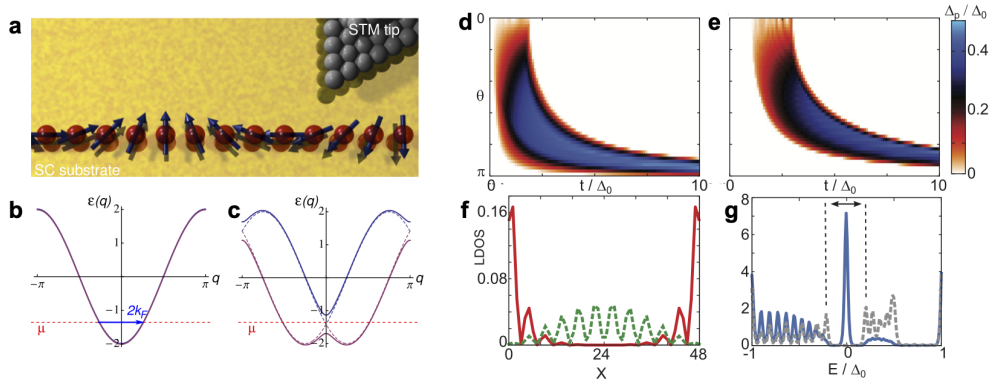 a
STM tip
SC substrate
b
ε(q)
2
1
-π
π
q
-1
-2
2k_F
μ
c
ε(q)
2
1
-π
π
q
-1
-2
μ
d
0
θ
π
0
t / Δ₀
10
e
0
t / Δ₀
10
Δ_p / Δ₀
0.4
0.2
0
f
LDOS
0.16
0.08
0
0
24
48
X
g
8
6
4
2
0
-1
0
1
E / Δ₀